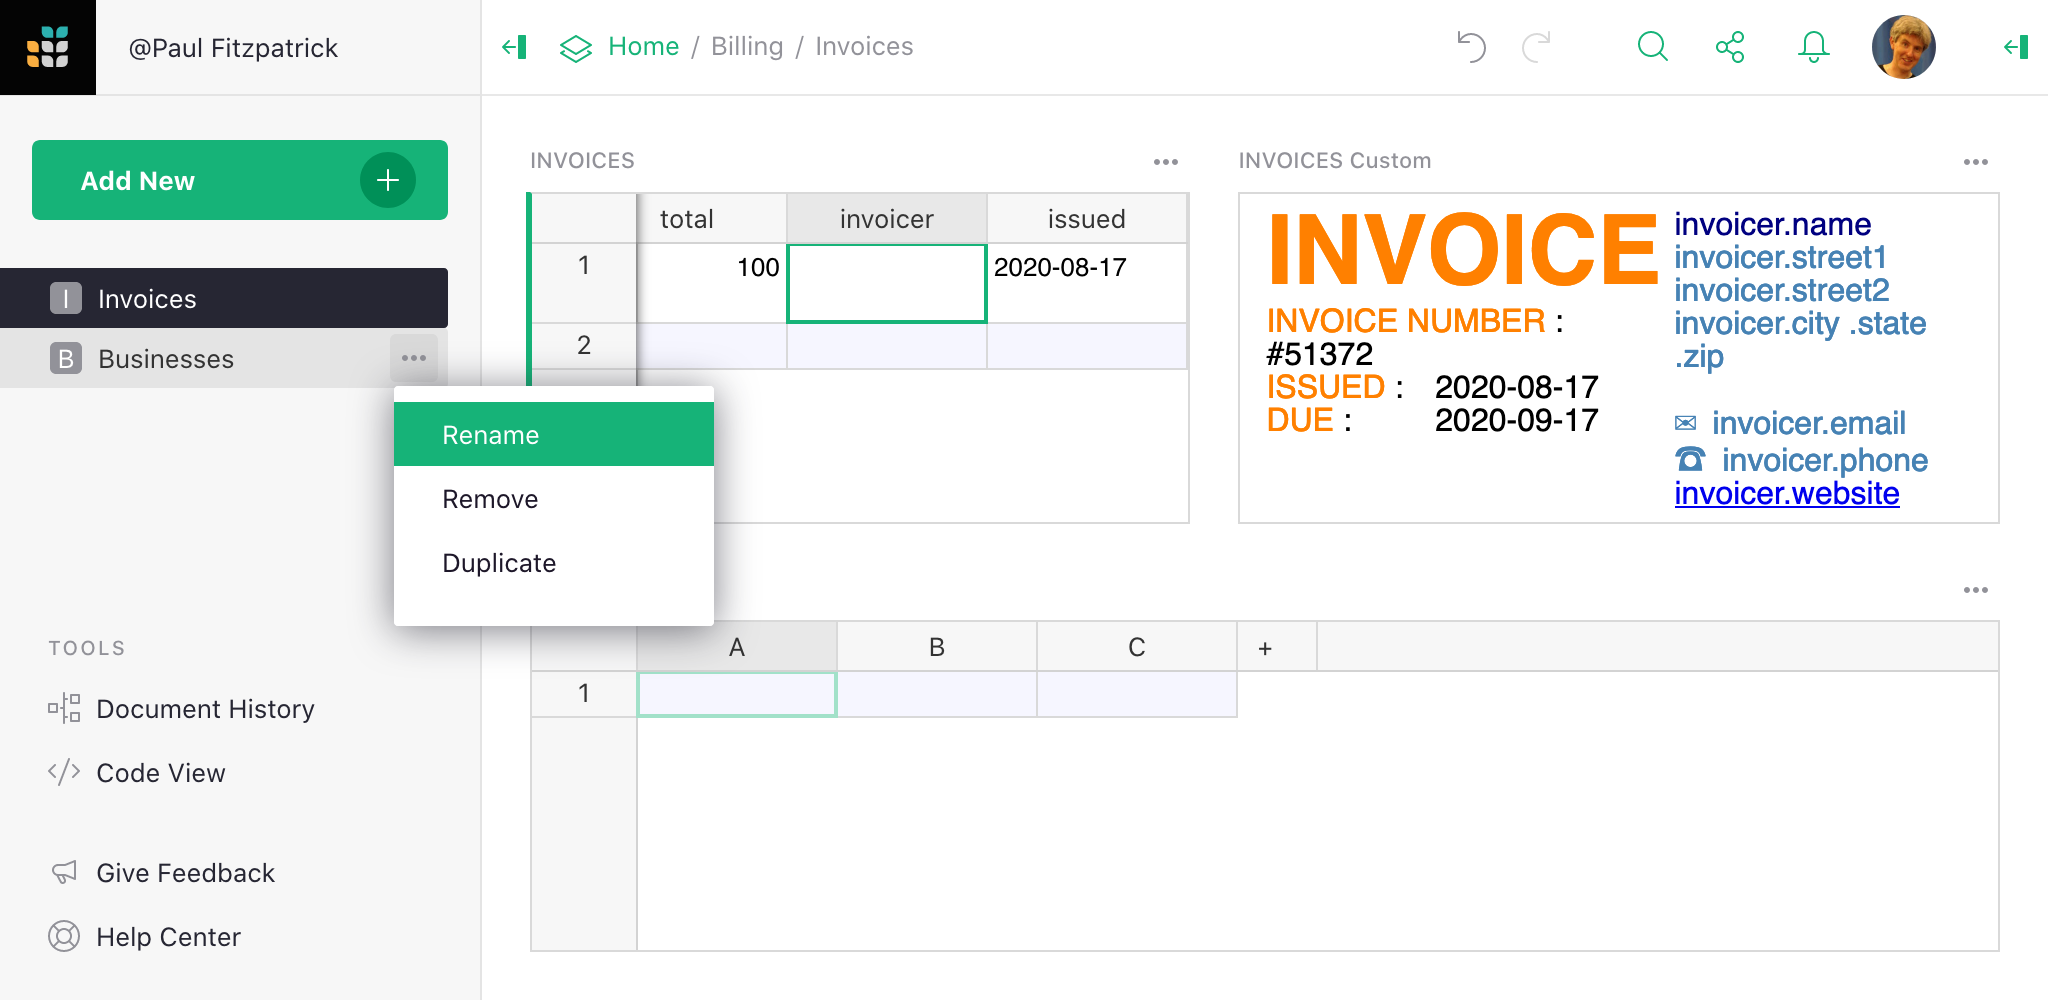 @Paul Fitzpatrick
Home / Billing / Invoices
Add New +
I Invoices
B Businesses
Rename
Remove
Duplicate
TOOLS
Document History
Code View
Give Feedback
Help Center
INVOICES
total invoicer issued
1 100 2020-08-17
2
INVOICES Custom
INVOICE
INVOICE NUMBER :
#51372
ISSUED : 2020-08-17
DUE : 2020-09-17
invoicer.name
invoicer.street1
invoicer.street2
invoicer.city .state
.zip
✉ invoicer.email
☎ invoicer.phone
invoicer.website
A B C +
1